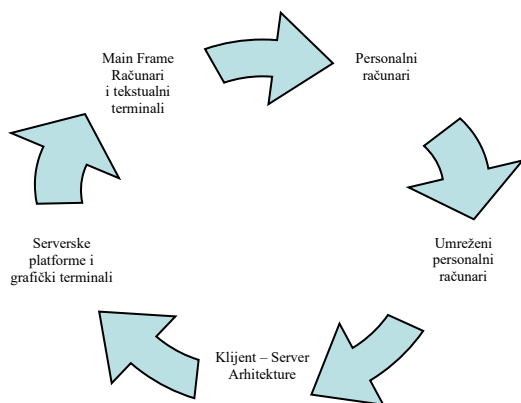 Main Frame
Računari
i tekstualni
terminali
Personalni
računari
Umreženi
personalni
računari
Klijent – Server
Arhitekture
Serverske
platforme i
grafički terminali